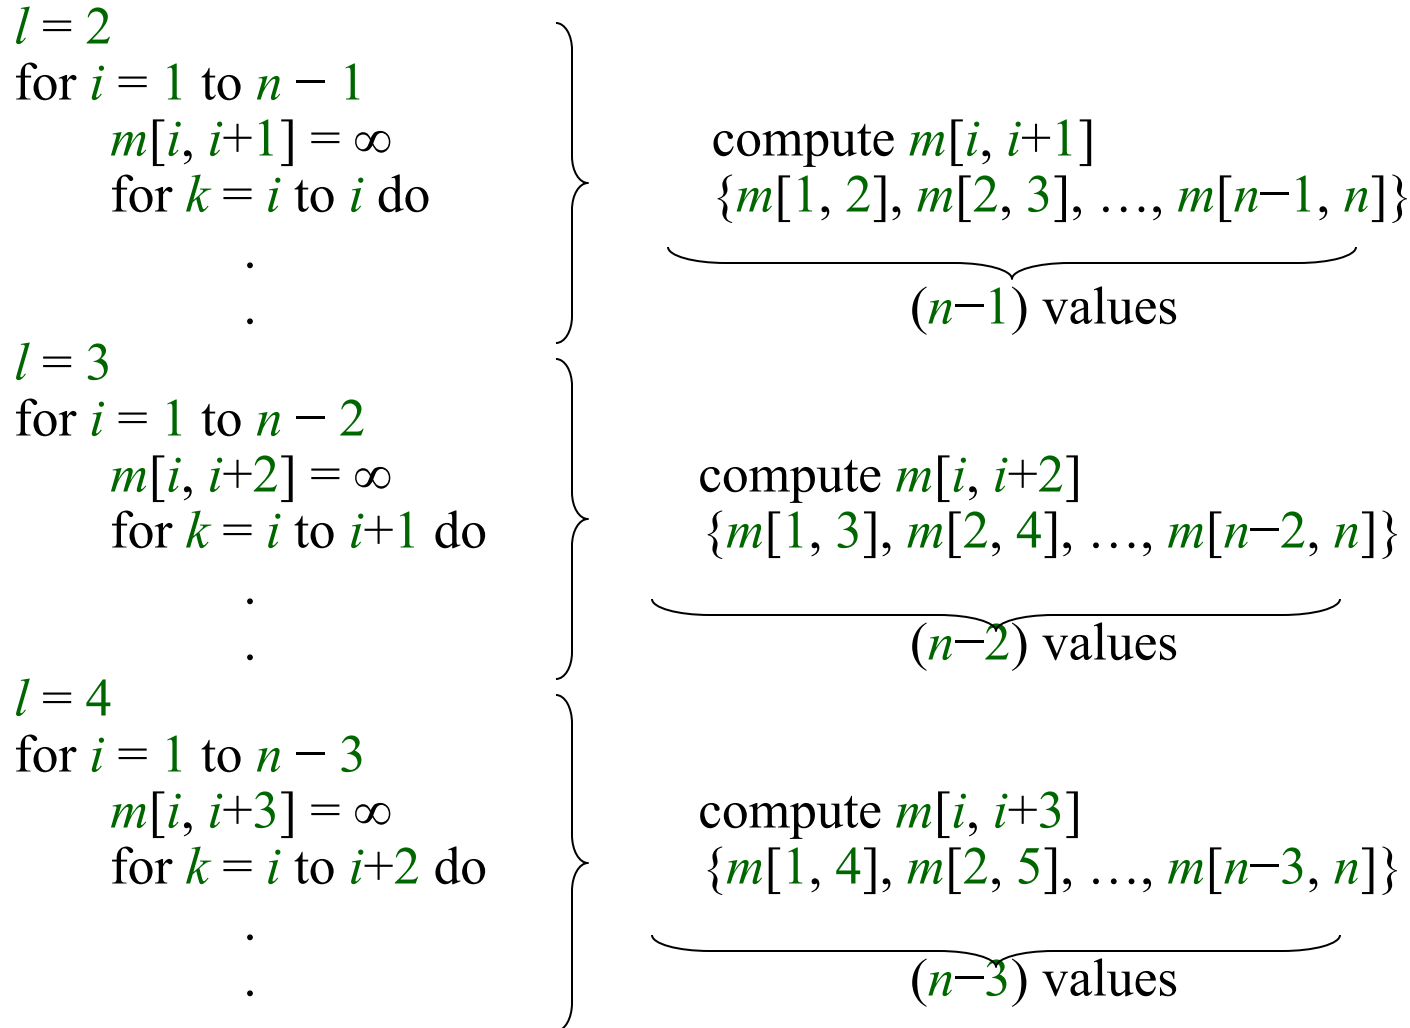 l = 2
for i = 1 to n − 1
m[i, i+1] = ∞
for k = i to i do
.
.
compute m[i, i+1]
{m[1, 2], m[2, 3], …, m[n−1, n]}
(n−1) values
l = 3
for i = 1 to n − 2
m[i, i+2] = ∞
for k = i to i+1 do
.
.
compute m[i, i+2]
{m[1, 3], m[2, 4], …, m[n−2, n]}
(n−2) values
l = 4
for i = 1 to n − 3
m[i, i+3] = ∞
for k = i to i+2 do
.
.
compute m[i, i+3]
{m[1, 4], m[2, 5], …, m[n−3, n]}
(n−3) values